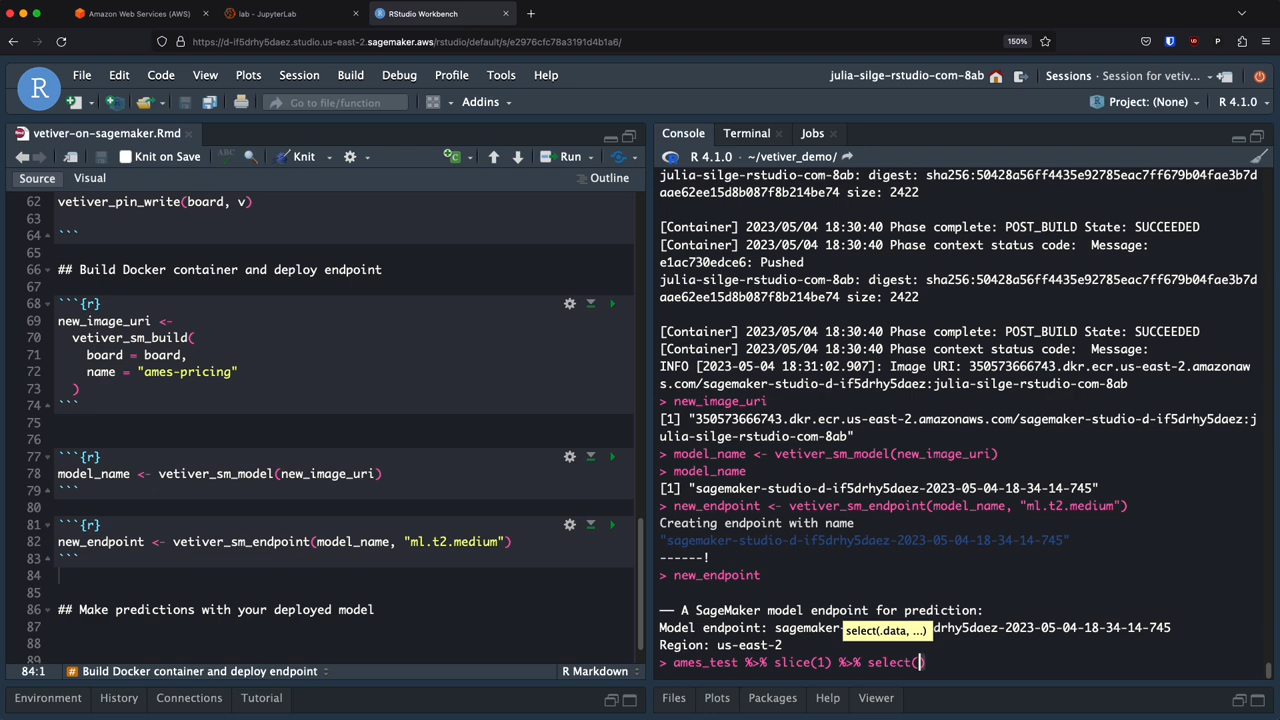 Amazon Web Services (AWS)
lab - JupyterLab
RStudio Workbench
https://d-if5drhy5daez.studio.us-east-2.sagemaker.aws/rstudio/default/s/e2976cfc78a3191d4b1a6/
150%
R
File Edit Code View Plots Session Build Debug Profile Tools Help
julia-silge-rstudio-com-8ab
Sessions Session for vetiv...
Go to file/function
Addins
Project: (None)
R 4.1.0
vetiver-on-sagemaker.Rmd
Knit on Save
ABC
Knit
Run
Source Visual
Outline
62 vetiver_pin_write(board, v)
63
64 ```
65
66 ## Build Docker container and deploy endpoint
67
68 ```{r}
69 new_image_uri <-
70 vetiver_sm_build(
71 board = board,
72 name = "ames-pricing"
73 )
74 ```
75
76
77 ```{r}
78 model_name <- vetiver_sm_model(new_image_uri)
79 ```
80
81 ```{r}
82 new_endpoint <- vetiver_sm_endpoint(model_name, "ml.t2.medium")
83 ```
84
85
86 ## Make predictions with your deployed model
87
88
89
84:1 # Build Docker container and deploy endpoint
R Markdown
Environment History Connections Tutorial
Console Terminal Jobs
R 4.1.0 · ~/vetiver_demo/
julia-silge-rstudio-com-8ab: digest: sha256:50428a56ff4435e92785eac7ff679b04fab3b7d
aae62ee15d8b087f8b214be74 size: 2422
[Container] 2023/05/04 18:30:40 Phase complete: POST_BUILD State: SUCCEEDED
[Container] 2023/05/04 18:30:40 Phase context status code:  Message:
e1ac730edce6: Pushed
julia-silge-rstudio-com-8ab: digest: sha256:50428a56ff4435e92785eac7ff679b04fab3b7d
aae62ee15d8b087f8b214be74 size: 2422
[Container] 2023/05/04 18:30:40 Phase complete: POST_BUILD State: SUCCEEDED
[Container] 2023/05/04 18:30:40 Phase context status code:  Message:
INFO [2023-05-04 18:31:02.907]: Image URI: 350573666743.dkr.ecr.us-east-2.amazonaw
s.com/sagemaker-studio-d-if5drhy5daez:julia-silge-rstudio-com-8ab
> new_image_uri
[1] "350573666743.dkr.ecr.us-east-2.amazonaws.com/sagemaker-studio-d-if5drhy5daez:j
ulia-silge-rstudio-com-8ab"
> model_name <- vetiver_sm_model(new_image_uri)
> model_name
[1] "sagemaker-studio-d-if5drhy5daez-2023-05-04-18-34-14-745"
> new_endpoint <- vetiver_sm_endpoint(model_name, "ml.t2.medium")
Creating endpoint with name
"sagemaker-studio-d-if5drhy5daez-2023-05-04-18-34-14-745"
------!
> new_endpoint
── A SageMaker model endpoint for prediction:
Model endpoint: sagemaker- drhy5daez-2023-05-04-18-34-14-745
select(.data, ...)
Region: us-east-2
> ames_test %>% slice(1) %>% select()
Files Plots Packages Help Viewer